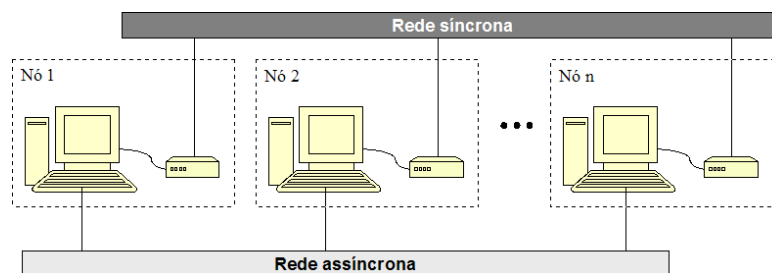 Rede síncrona
Nó 1
Nó 2
Nó n
Rede assíncrona